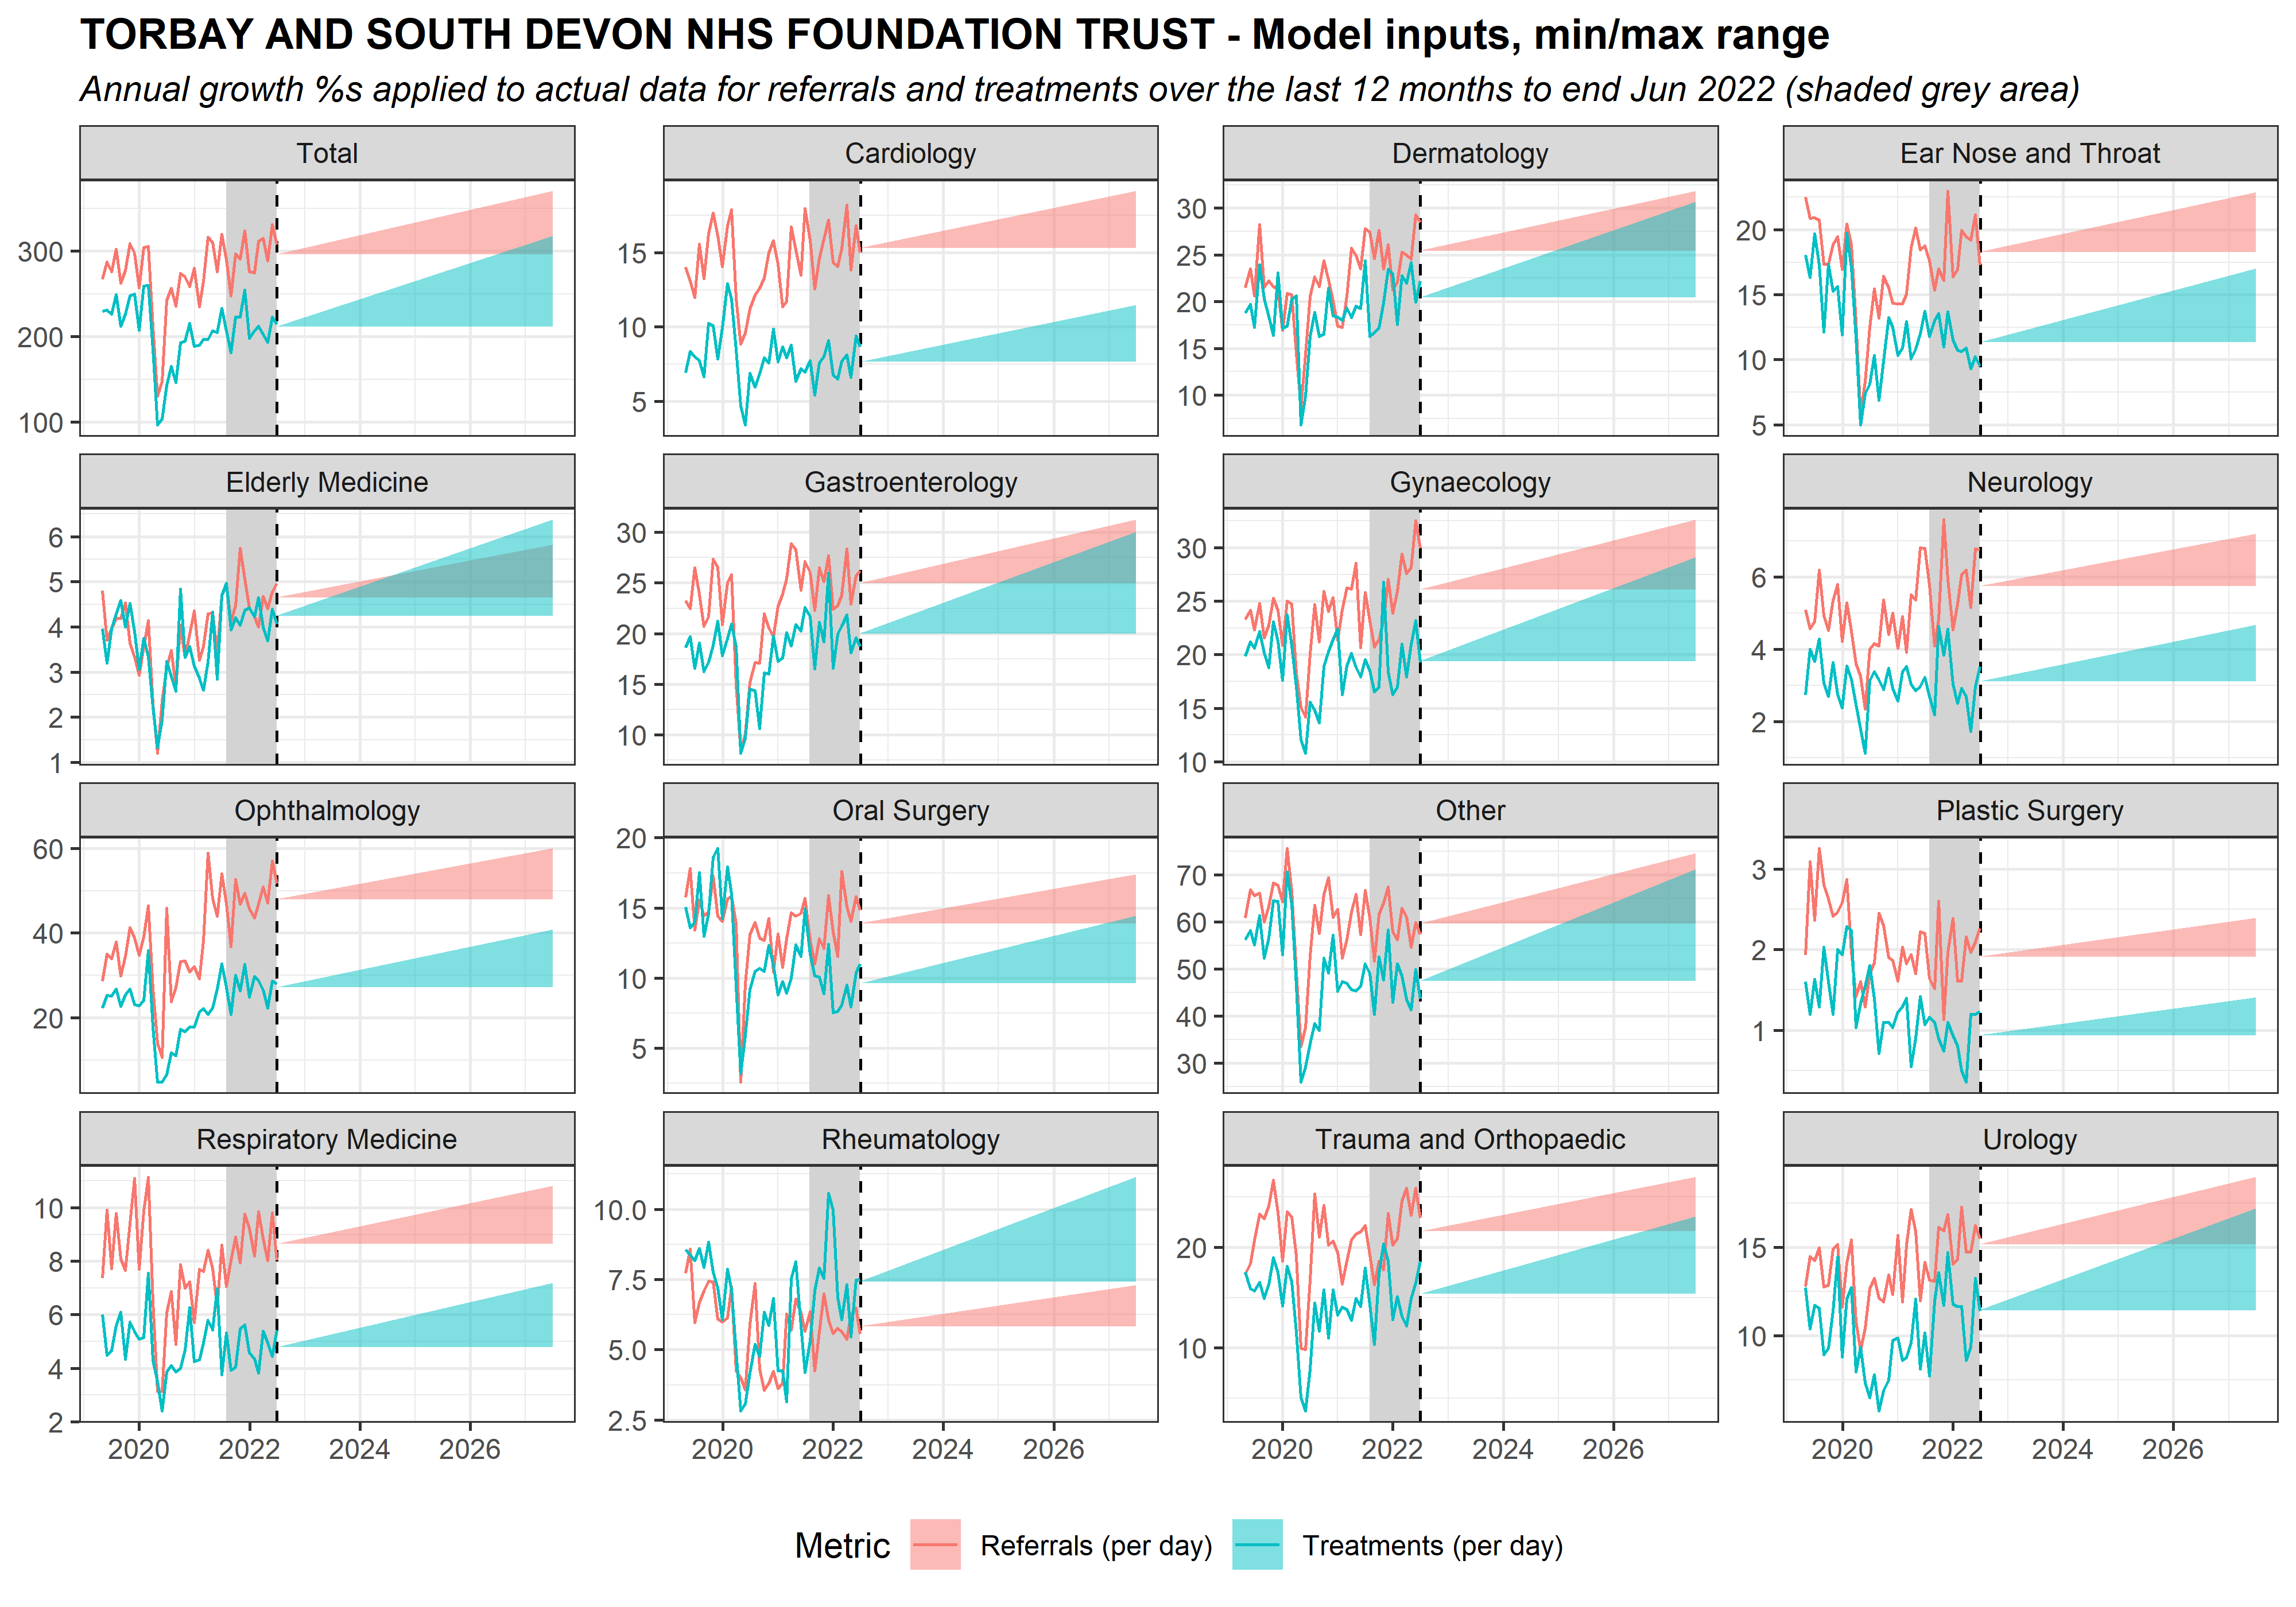 TORBAY AND SOUTH DEVON NHS FOUNDATION TRUST - Model inputs, min/max range
Annual growth %s applied to actual data for referrals and treatments over the last 12 months to end Jun 2022 (shaded grey area)
Total
Cardiology
Dermatology
Ear Nose and Throat
300
200
100
15
10
5
30
25
20
15
10
20
15
10
5
Elderly Medicine
Gastroenterology
Gynaecology
Neurology
6
5
4
3
2
1
30
25
20
15
10
30
25
20
15
10
6
4
2
Ophthalmology
Oral Surgery
Other
Plastic Surgery
60
40
20
20
15
10
5
70
60
50
40
30
3
2
1
Respiratory Medicine
Rheumatology
Trauma and Orthopaedic
Urology
10
8
6
4
2
10.0
7.5
5.0
2.5
20
10
15
10
2020 2022 2024 2026
2020 2022 2024 2026
2020 2022 2024 2026
2020 2022 2024 2026
Metric
Referrals (per day)
Treatments (per day)